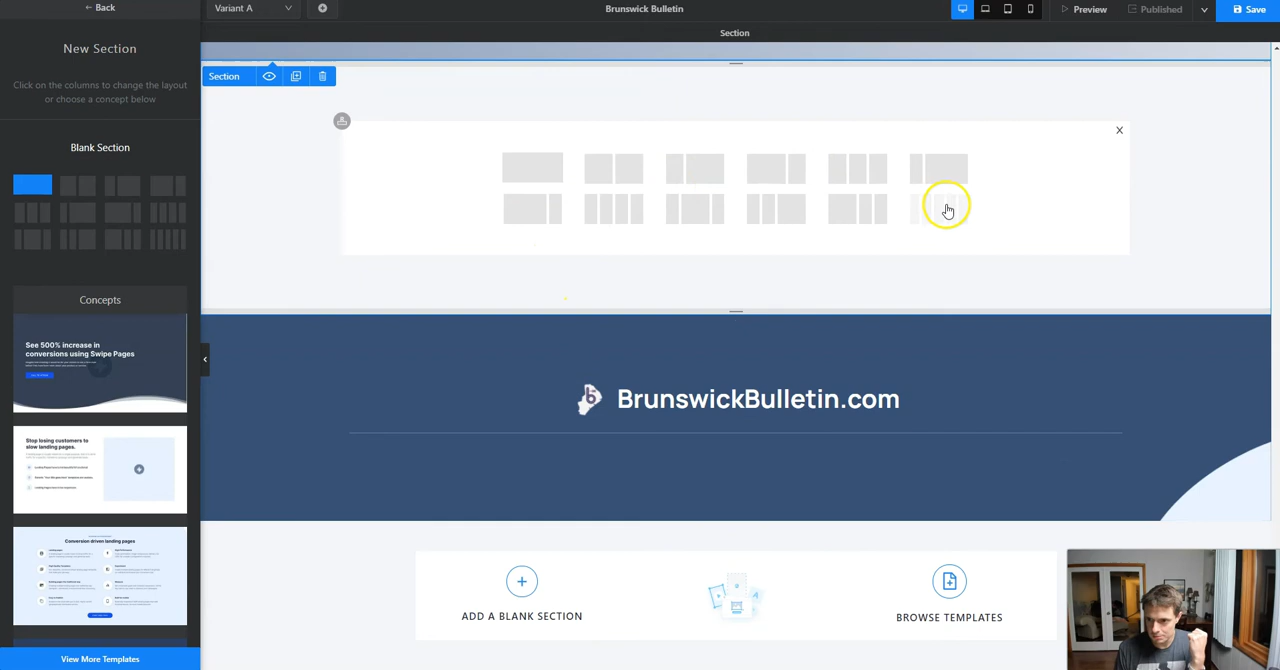 ← Back
Variant A
Brunswick Bulletin
Preview
Published
Save
Section
New Section
Click on the columns to change the layout
or choose a concept below
Blank Section
Section
X
Concepts
See 500% increase in
conversions using Swipe Pages
Stop losing customers to
slow landing pages.
Conversion driven landing pages
View More Templates
b
BrunswickBulletin.com
ADD A BLANK SECTION
BROWSE TEMPLATES